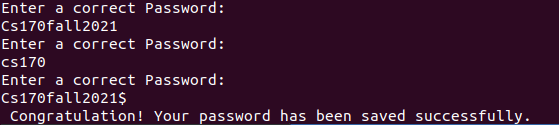 Enter a correct Password:
Cs170fall2021
Enter a correct Password:
cs170
Enter a correct Password:
Cs170fall2021$
 Congratulation! Your password has been saved successfully.